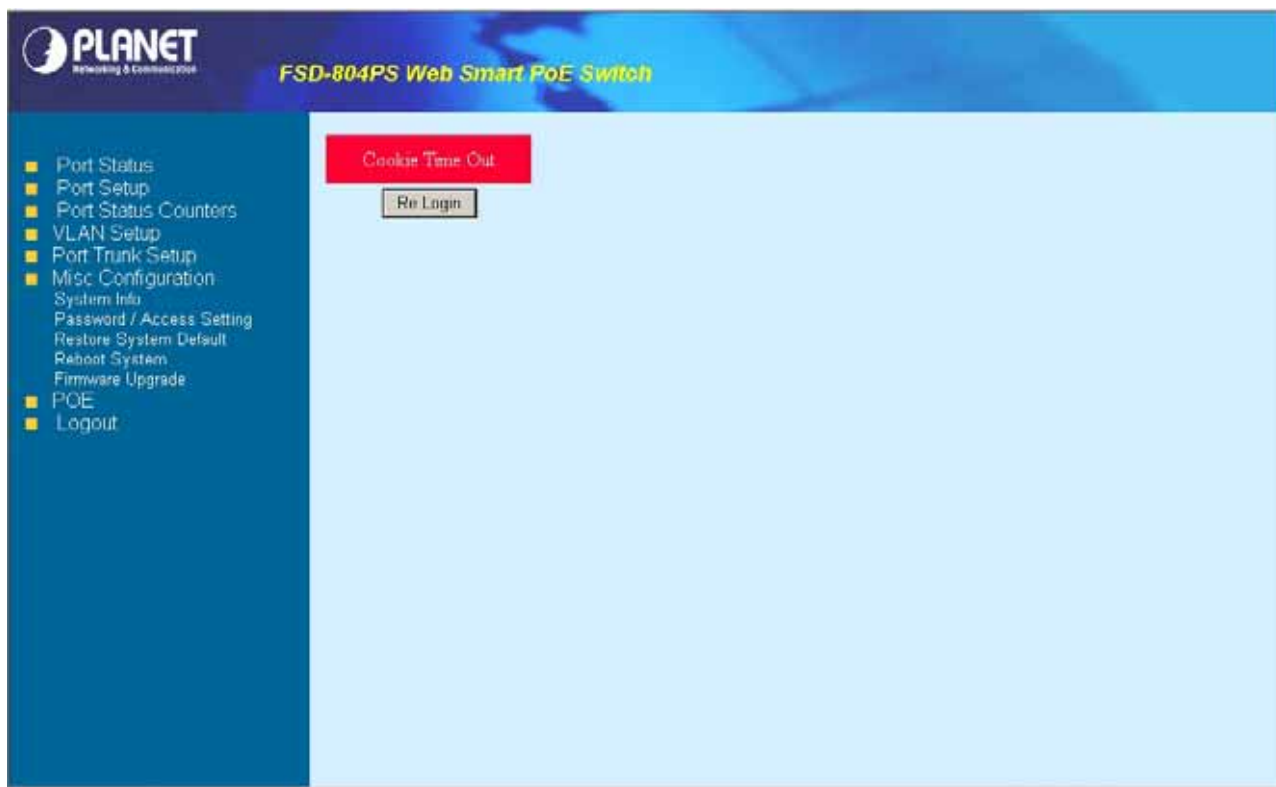 PLANET
Networking & Communication
FSD-804PS Web Smart PoE Switch
Port Status
Port Setup
Port Status Counters
VLAN Setup
Port Trunk Setup
Misc Configuration
System Info
Password / Access Setting
Restore System Default
Reboot System
Firmware Upgrade
POE
Logout
Cookie Time Out
Re Login